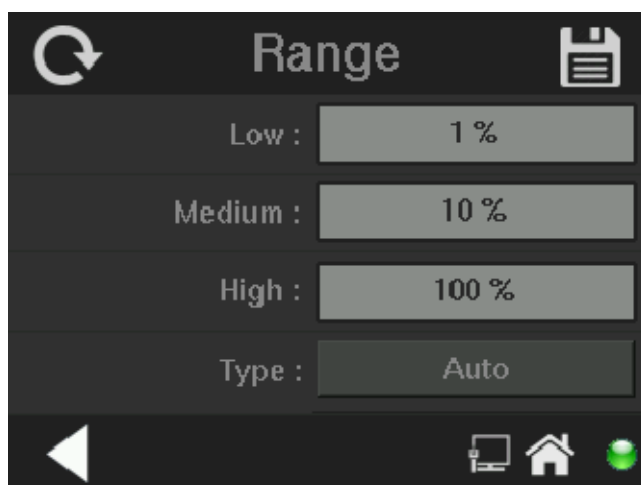 Range
Low : 1 %
Medium : 10 %
High : 100 %
Type : Auto